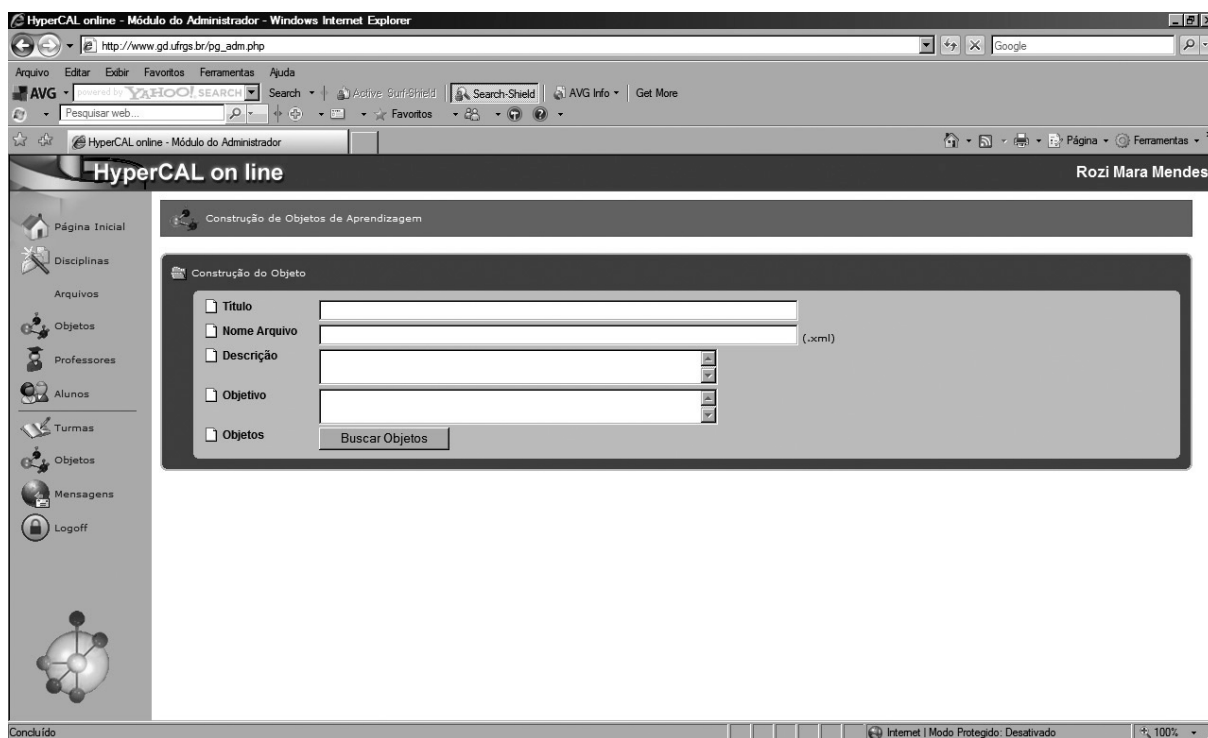 HyperCAL online - Módulo do Administrador - Windows Internet Explorer
http://www.gd.ufrgs.br/pg_adm.php
Google
Arquivo Editar Exibir Favoritos Ferramentas Ajuda
AVG powered by YAHOO! SEARCH Search Active Surf-Shield Search-Shield AVG Info Get More
Pesquisar web... Favoritos
HyperCAL online - Módulo do Administrador Página Ferramentas
HyperCAL on line Rozi Mara Mendes
Página Inicial
Disciplinas
Arquivos
Objetos
Professores
Alunos
Turmas
Objetos
Mensagens
Logoff
Construção de Objetos de Aprendizagem
Construção do Objeto
Título
Nome Arquivo (.xml)
Descrição
Objetivo
Objetos Buscar Objetos
Concluído Internet | Modo Protegido: Desativado 100%